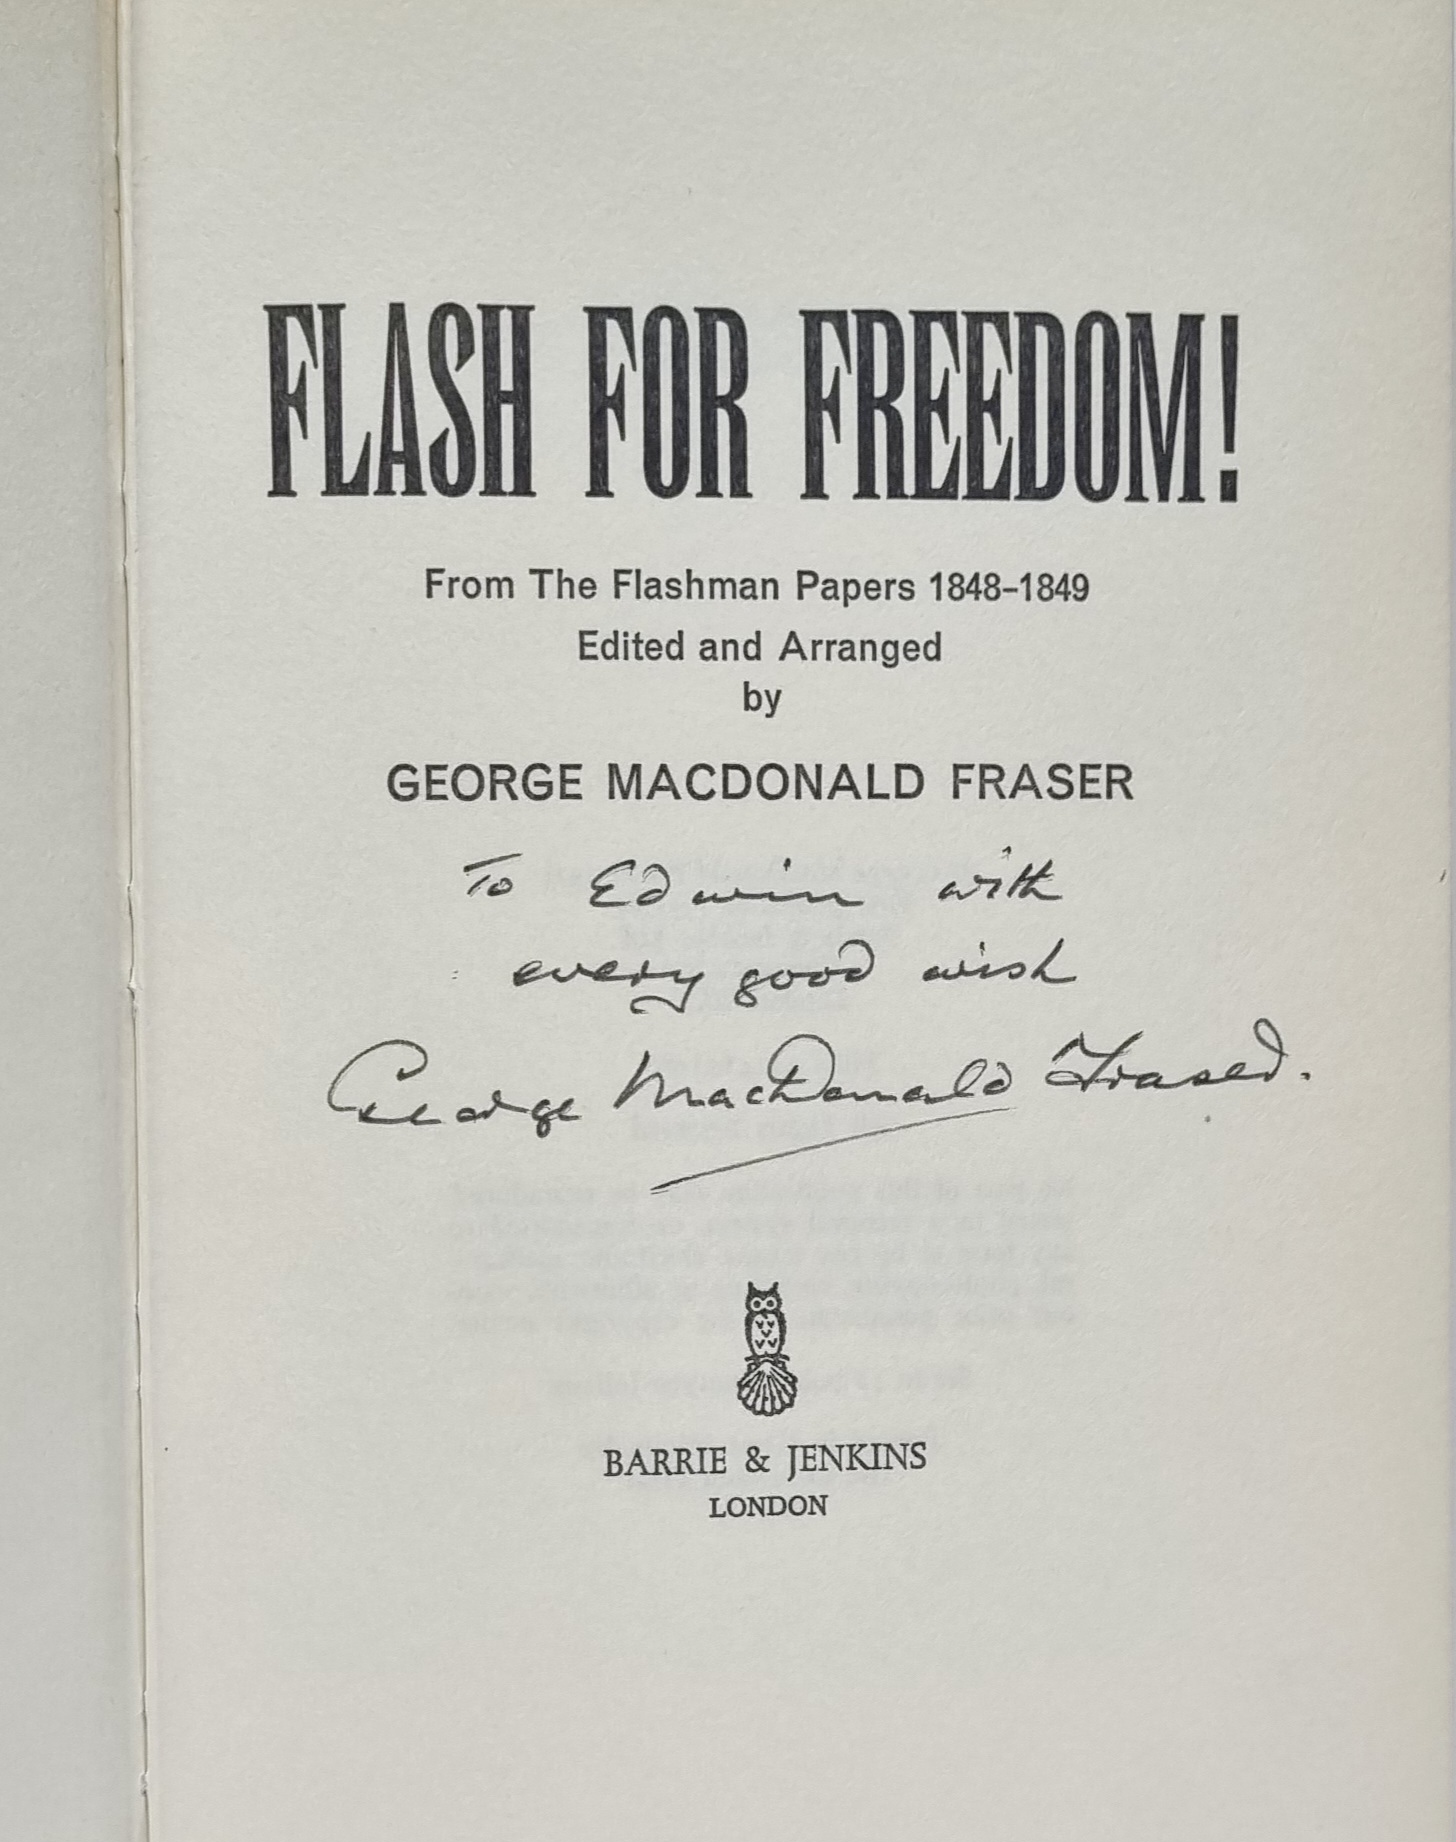 FLASH FOR FREEDOM!
From The Flashman Papers 1848–1849
Edited and Arranged
by
GEORGE MACDONALD FRASER
To Edwin with
every good wish
George MacDonald Fraser.
BARRIE & JENKINS
LONDON